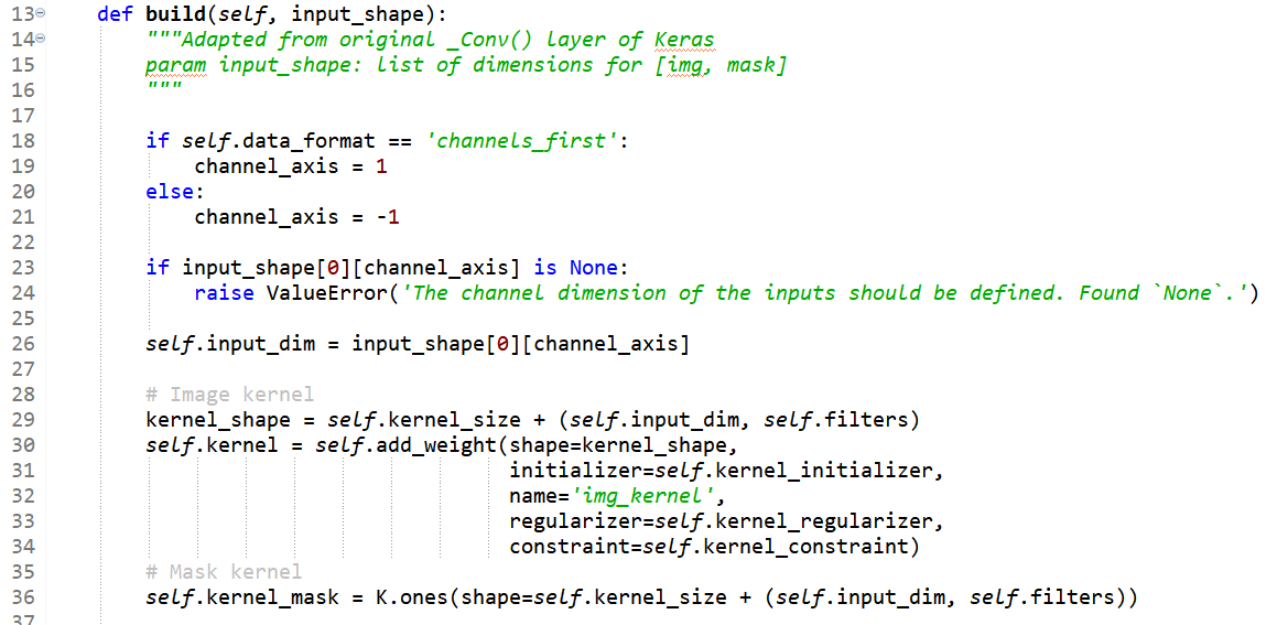 13 def build(self, input_shape):
14 """Adapted from original _Conv() layer of Keras
15 param input_shape: list of dimensions for [img, mask]
16 """
17
18 if self.data_format == 'channels_first':
19 channel_axis = 1
20 else:
21 channel_axis = -1
22
23 if input_shape[0][channel_axis] is None:
24 raise ValueError('The channel dimension of the inputs should be defined. Found `None`.')
25
26 self.input_dim = input_shape[0][channel_axis]
27
28 # Image kernel
29 kernel_shape = self.kernel_size + (self.input_dim, self.filters)
30 self.kernel = self.add_weight(shape=kernel_shape,
31 initializer=self.kernel_initializer,
32 name='img_kernel',
33 regularizer=self.kernel_regularizer,
34 constraint=self.kernel_constraint)
35 # Mask kernel
36 self.kernel_mask = K.ones(shape=self.kernel_size + (self.input_dim, self.filters))
37